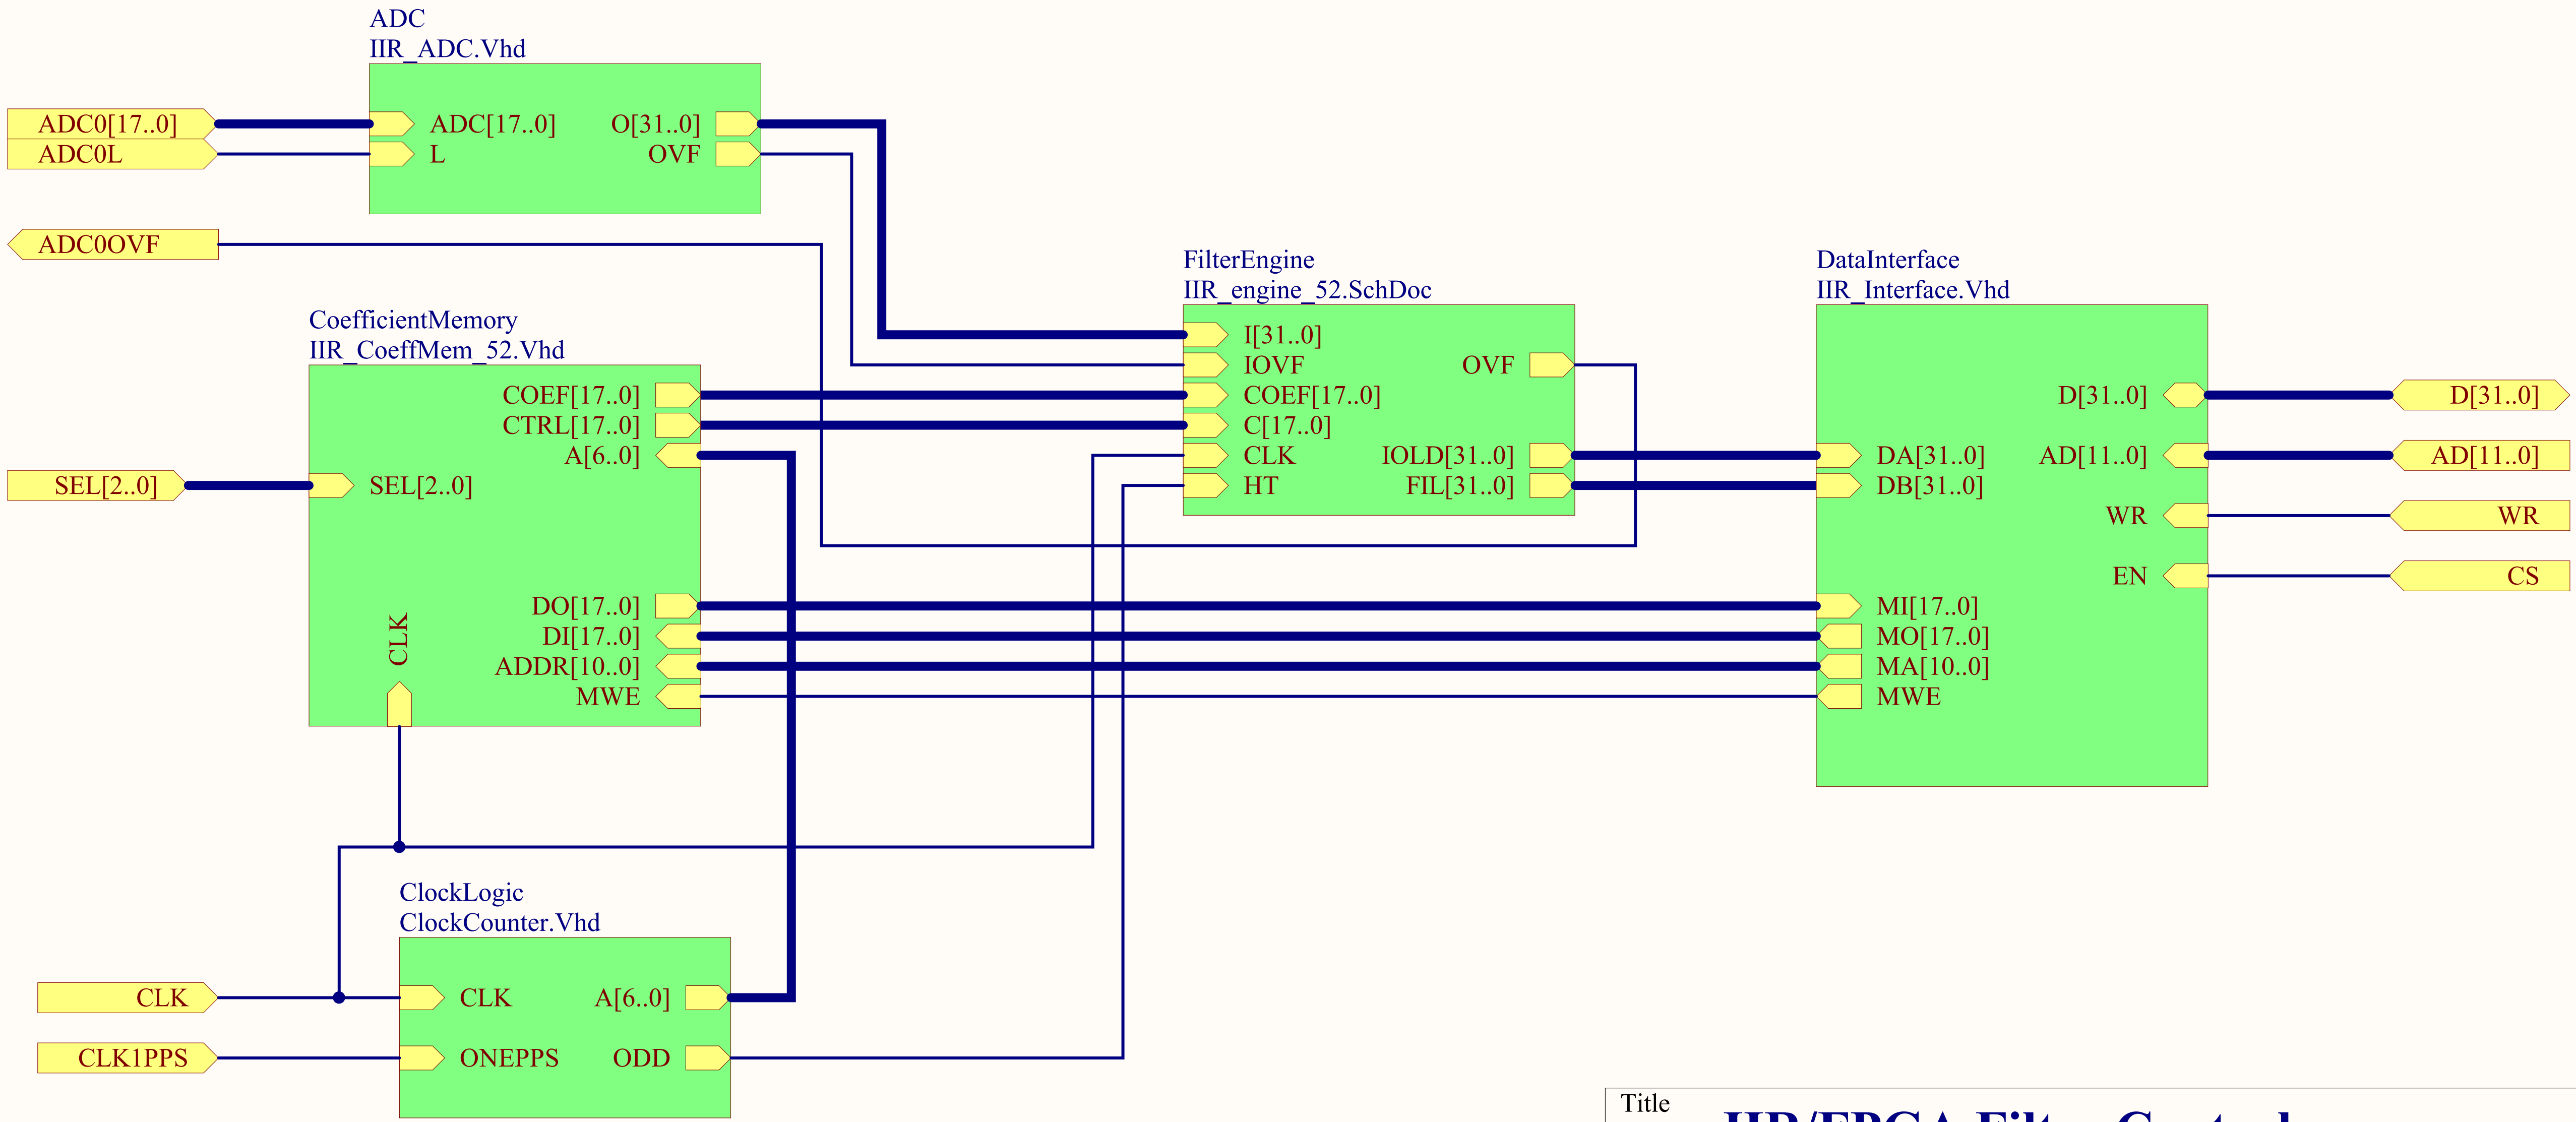 ADC
IIR_ADC.Vhd
ADC0[17..0]
ADC[17..0]
O[31..0]
ADC0L
L
OVF
ADC0OVF
FilterEngine
IIR_engine_52.SchDoc
DataInterface
IIR_Interface.Vhd
CoefficientMemory
IIR_CoeffMem_52.Vhd
I[31..0]
IOVF
OVF
COEF[17..0]
COEF[17..0]
D[31..0]
D[31..0]
CTRL[17..0]
C[17..0]
A[6..0]
CLK
IOLD[31..0]
DA[31..0]
AD[11..0]
AD[11..0]
SEL[2..0]
SEL[2..0]
HT
FIL[31..0]
DB[31..0]
WR
WR
EN
CS
DO[17..0]
MI[17..0]
CLK
DI[17..0]
MO[17..0]
ADDR[10..0]
MA[10..0]
MWE
MWE
ClockLogic
ClockCounter.Vhd
CLK
CLK
A[6..0]
CLK1PPS
ONEPPS
ODD
Title